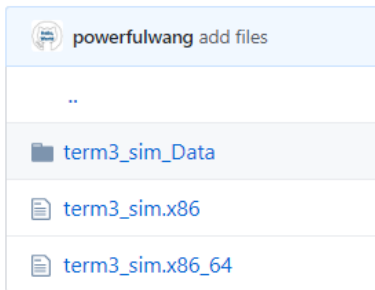 powerfulwang add files
..
term3_sim_Data
term3_sim.x86
term3_sim.x86_64